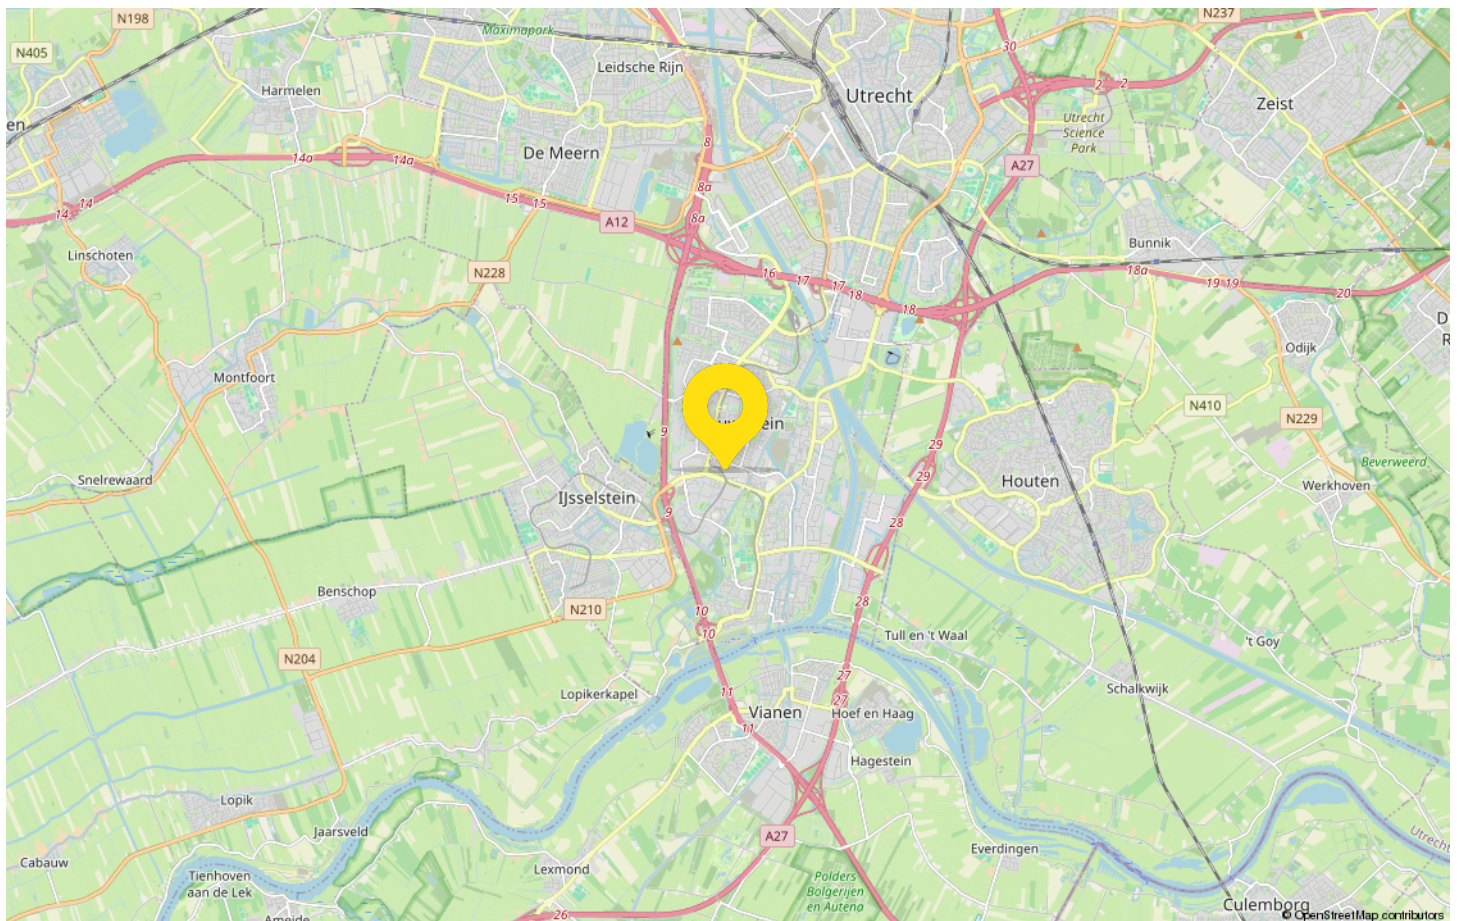 N198
N237
Máximapark
30
N405
Leidsche Rijn
2
2
Harmelen
Utrecht
Zeist
en
Utrecht
Science
Park
8
De Meern
14a
14a
A27
8a
15
15
14
14
8a
A12
Bunnik
Linschoten
N228
16
17
17
18
18
18a
19
19
20
D
R
Odijk
Montfoort
N410
N229
ein
9
29
Beverweerd
Snelrewaard
29
Houten
Werkhoven
IJsselstein
9
28
Benschop
28
N210
10
10
Tull en 't Waal
't Goy
N204
27
Lopikerkapel
11
27
Schalkwijk
Vianen
Hoef en Haag
11
Hagestein
Lopik
Jaarsveld
A27
Utrecht
Everdingen
Cabauw
Lexmond
Tienhoven
aan de Lek
Polders
Bolgerijen
en Autena
Culemborg
26
Ameide
© OpenStreetMap contributors